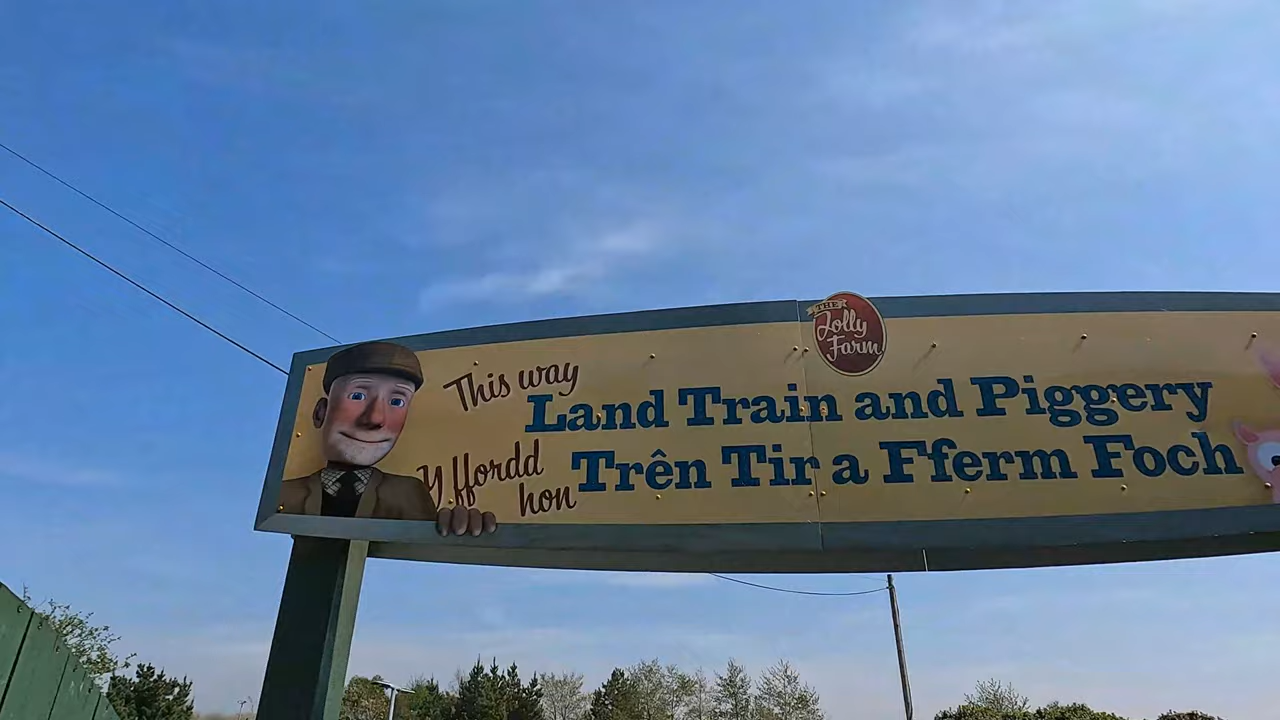 THE
Jolly
Farm
This way
Land Train and Piggery
Y ffordd
hon
Trên Tir a Fferm Foch